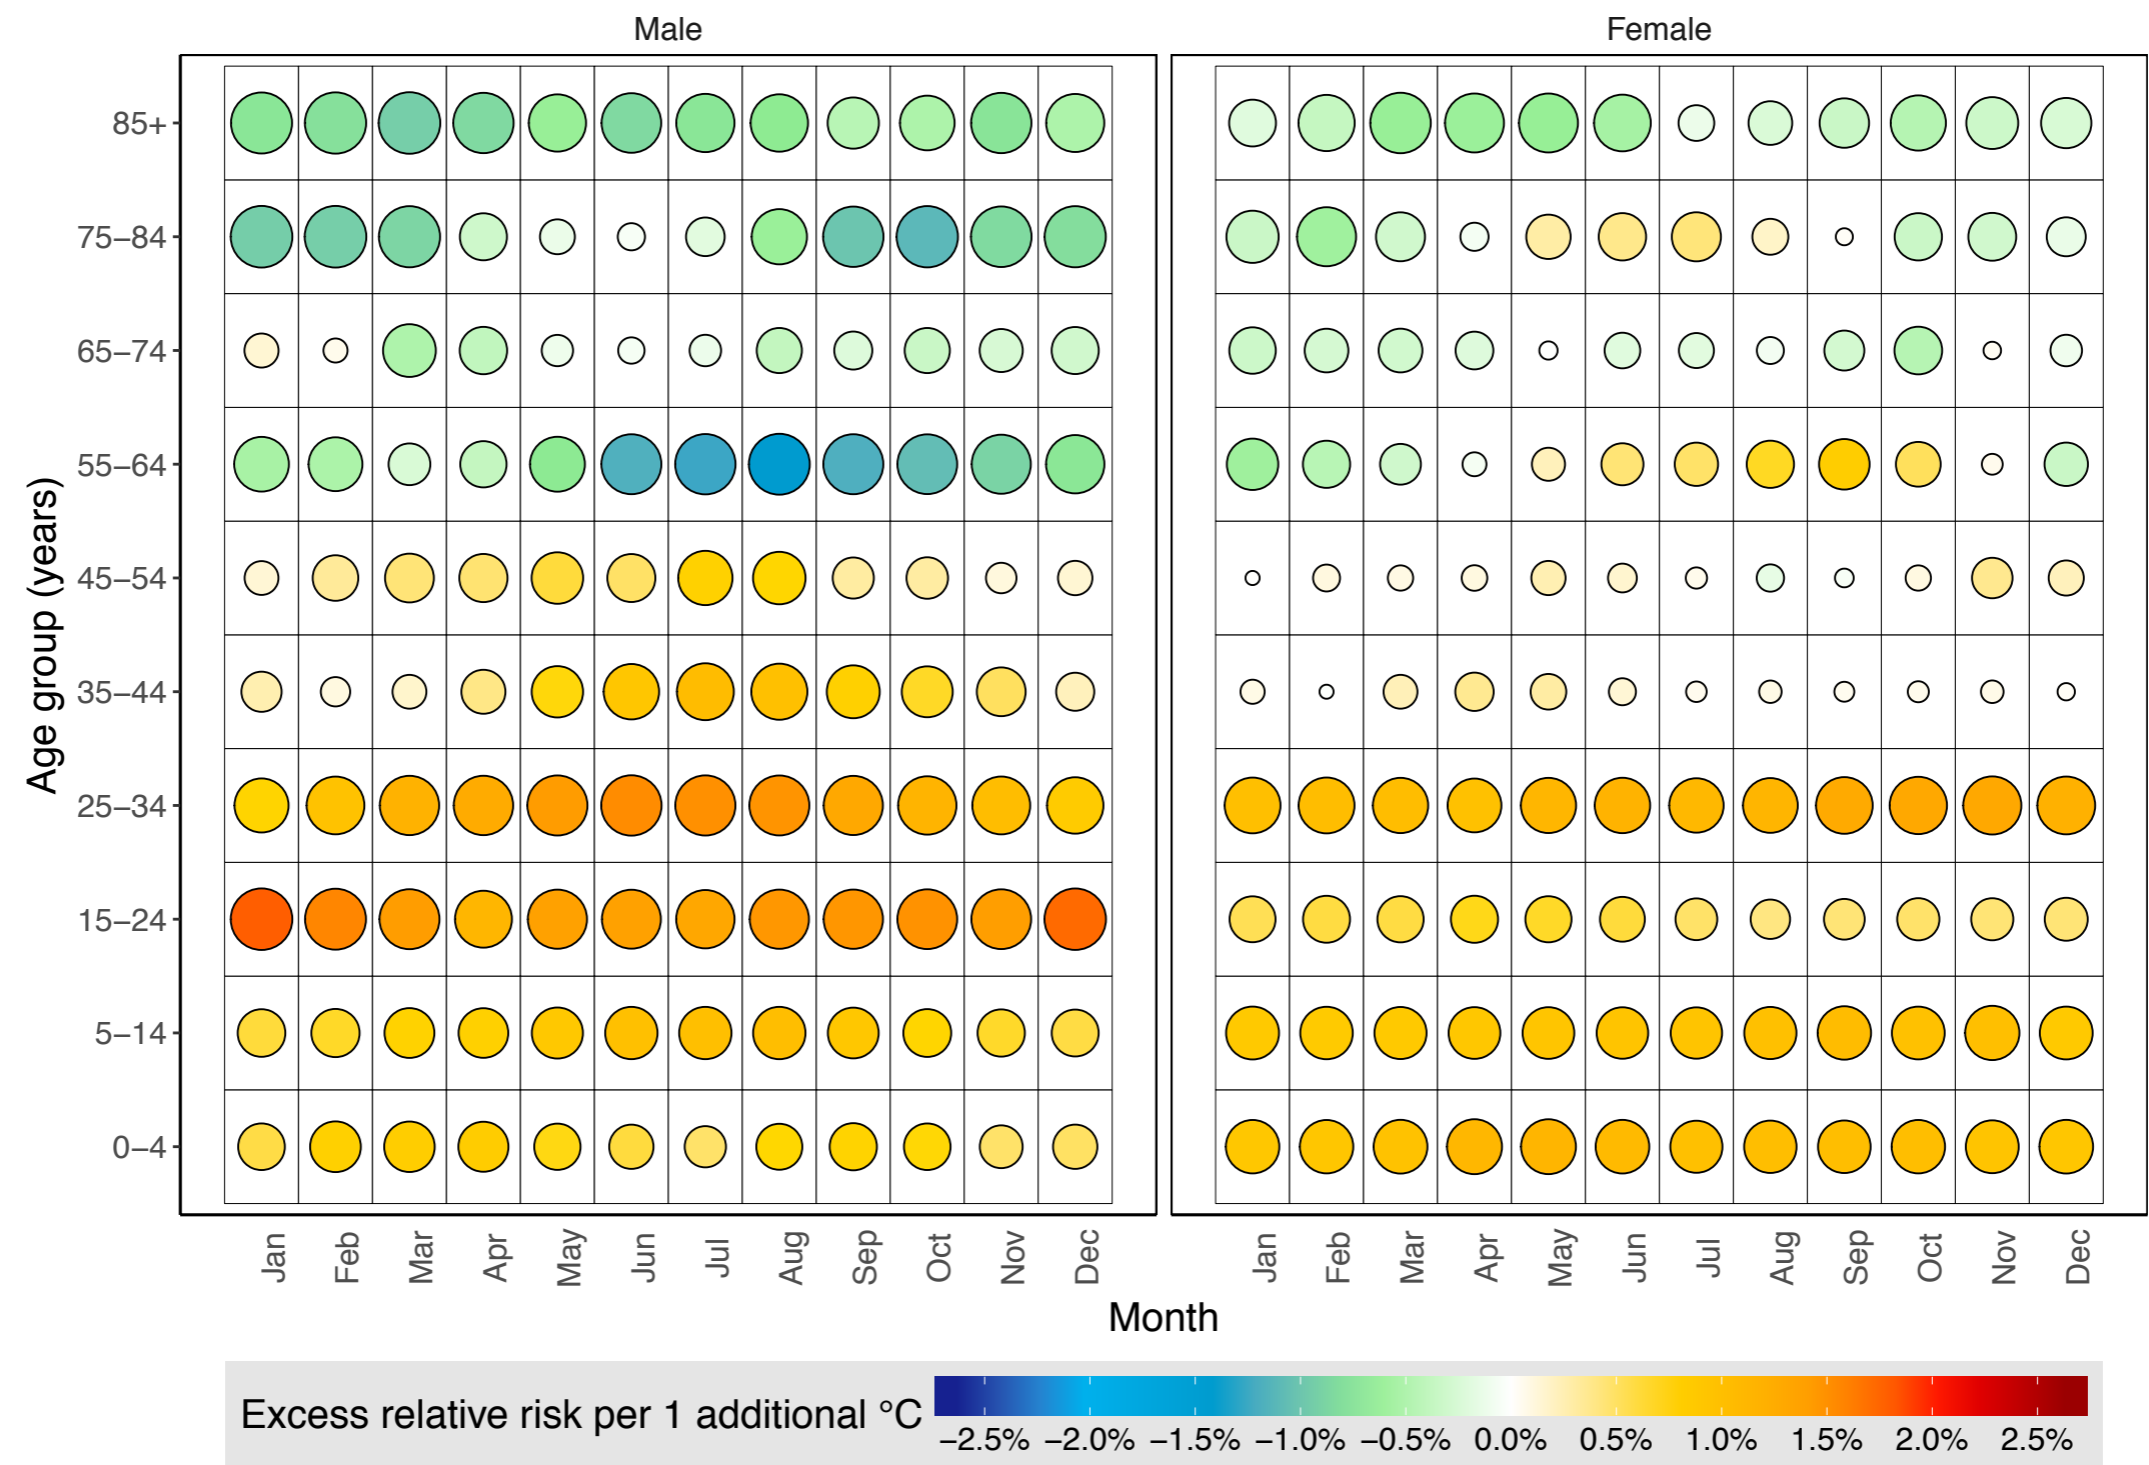 Male
Female
85+
75–84
65–74
55–64
45–54
35–44
25–34
15–24
5–14
0–4
Age group (years)
Jan Feb Mar Apr May Jun Jul Aug Sep Oct Nov Dec
Jan Feb Mar Apr May Jun Jul Aug Sep Oct Nov Dec
Month
Excess relative risk per 1 additional °C
−2.5% −2.0% −1.5% −1.0% −0.5% 0.0% 0.5% 1.0% 1.5% 2.0% 2.5%